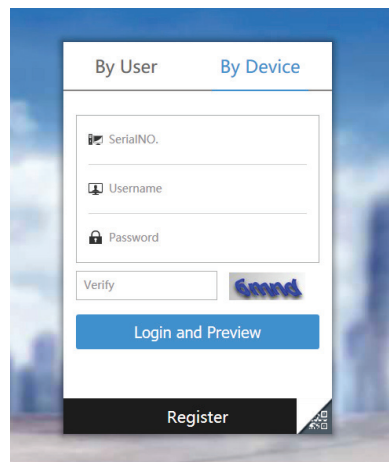 By User By Device
SerialNO.
Username
Password
Verify
Login and Preview
Register